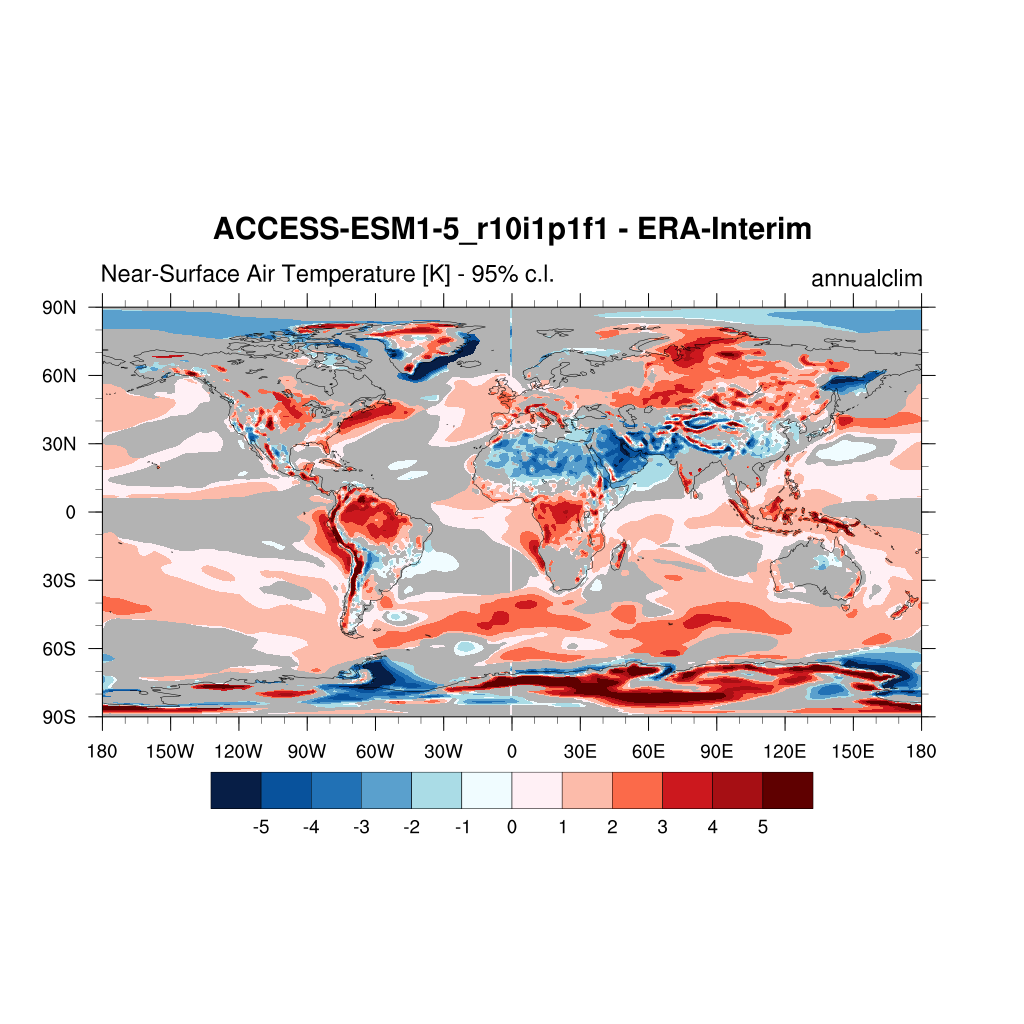 ACCESS-ESM1-5_r10i1p1f1 - ERA-Interim
Near-Surface Air Temperature [K] - 95% c.l. annualclim
90N
60N
30N
0
30S
60S
90S
180 150W 120W 90W 60W 30W 0 30E 60E 90E 120E 150E 180
-5 -4 -3 -2 -1 0 1 2 3 4 5